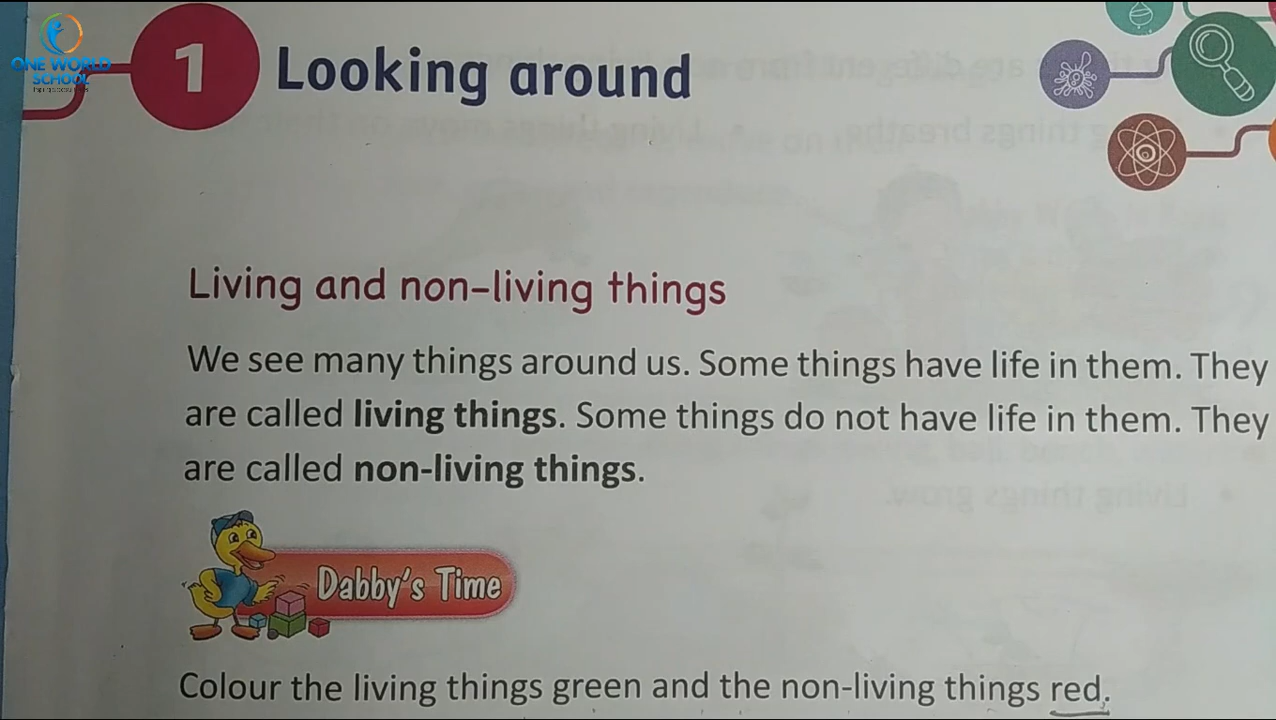 ONE WORLD
SCHOOL
1 Looking around
Living and non-living things
We see many things around us. Some things have life in them. They
are called living things. Some things do not have life in them. They
are called non-living things.
Dabby's Time
Colour the living things green and the non-living things red.